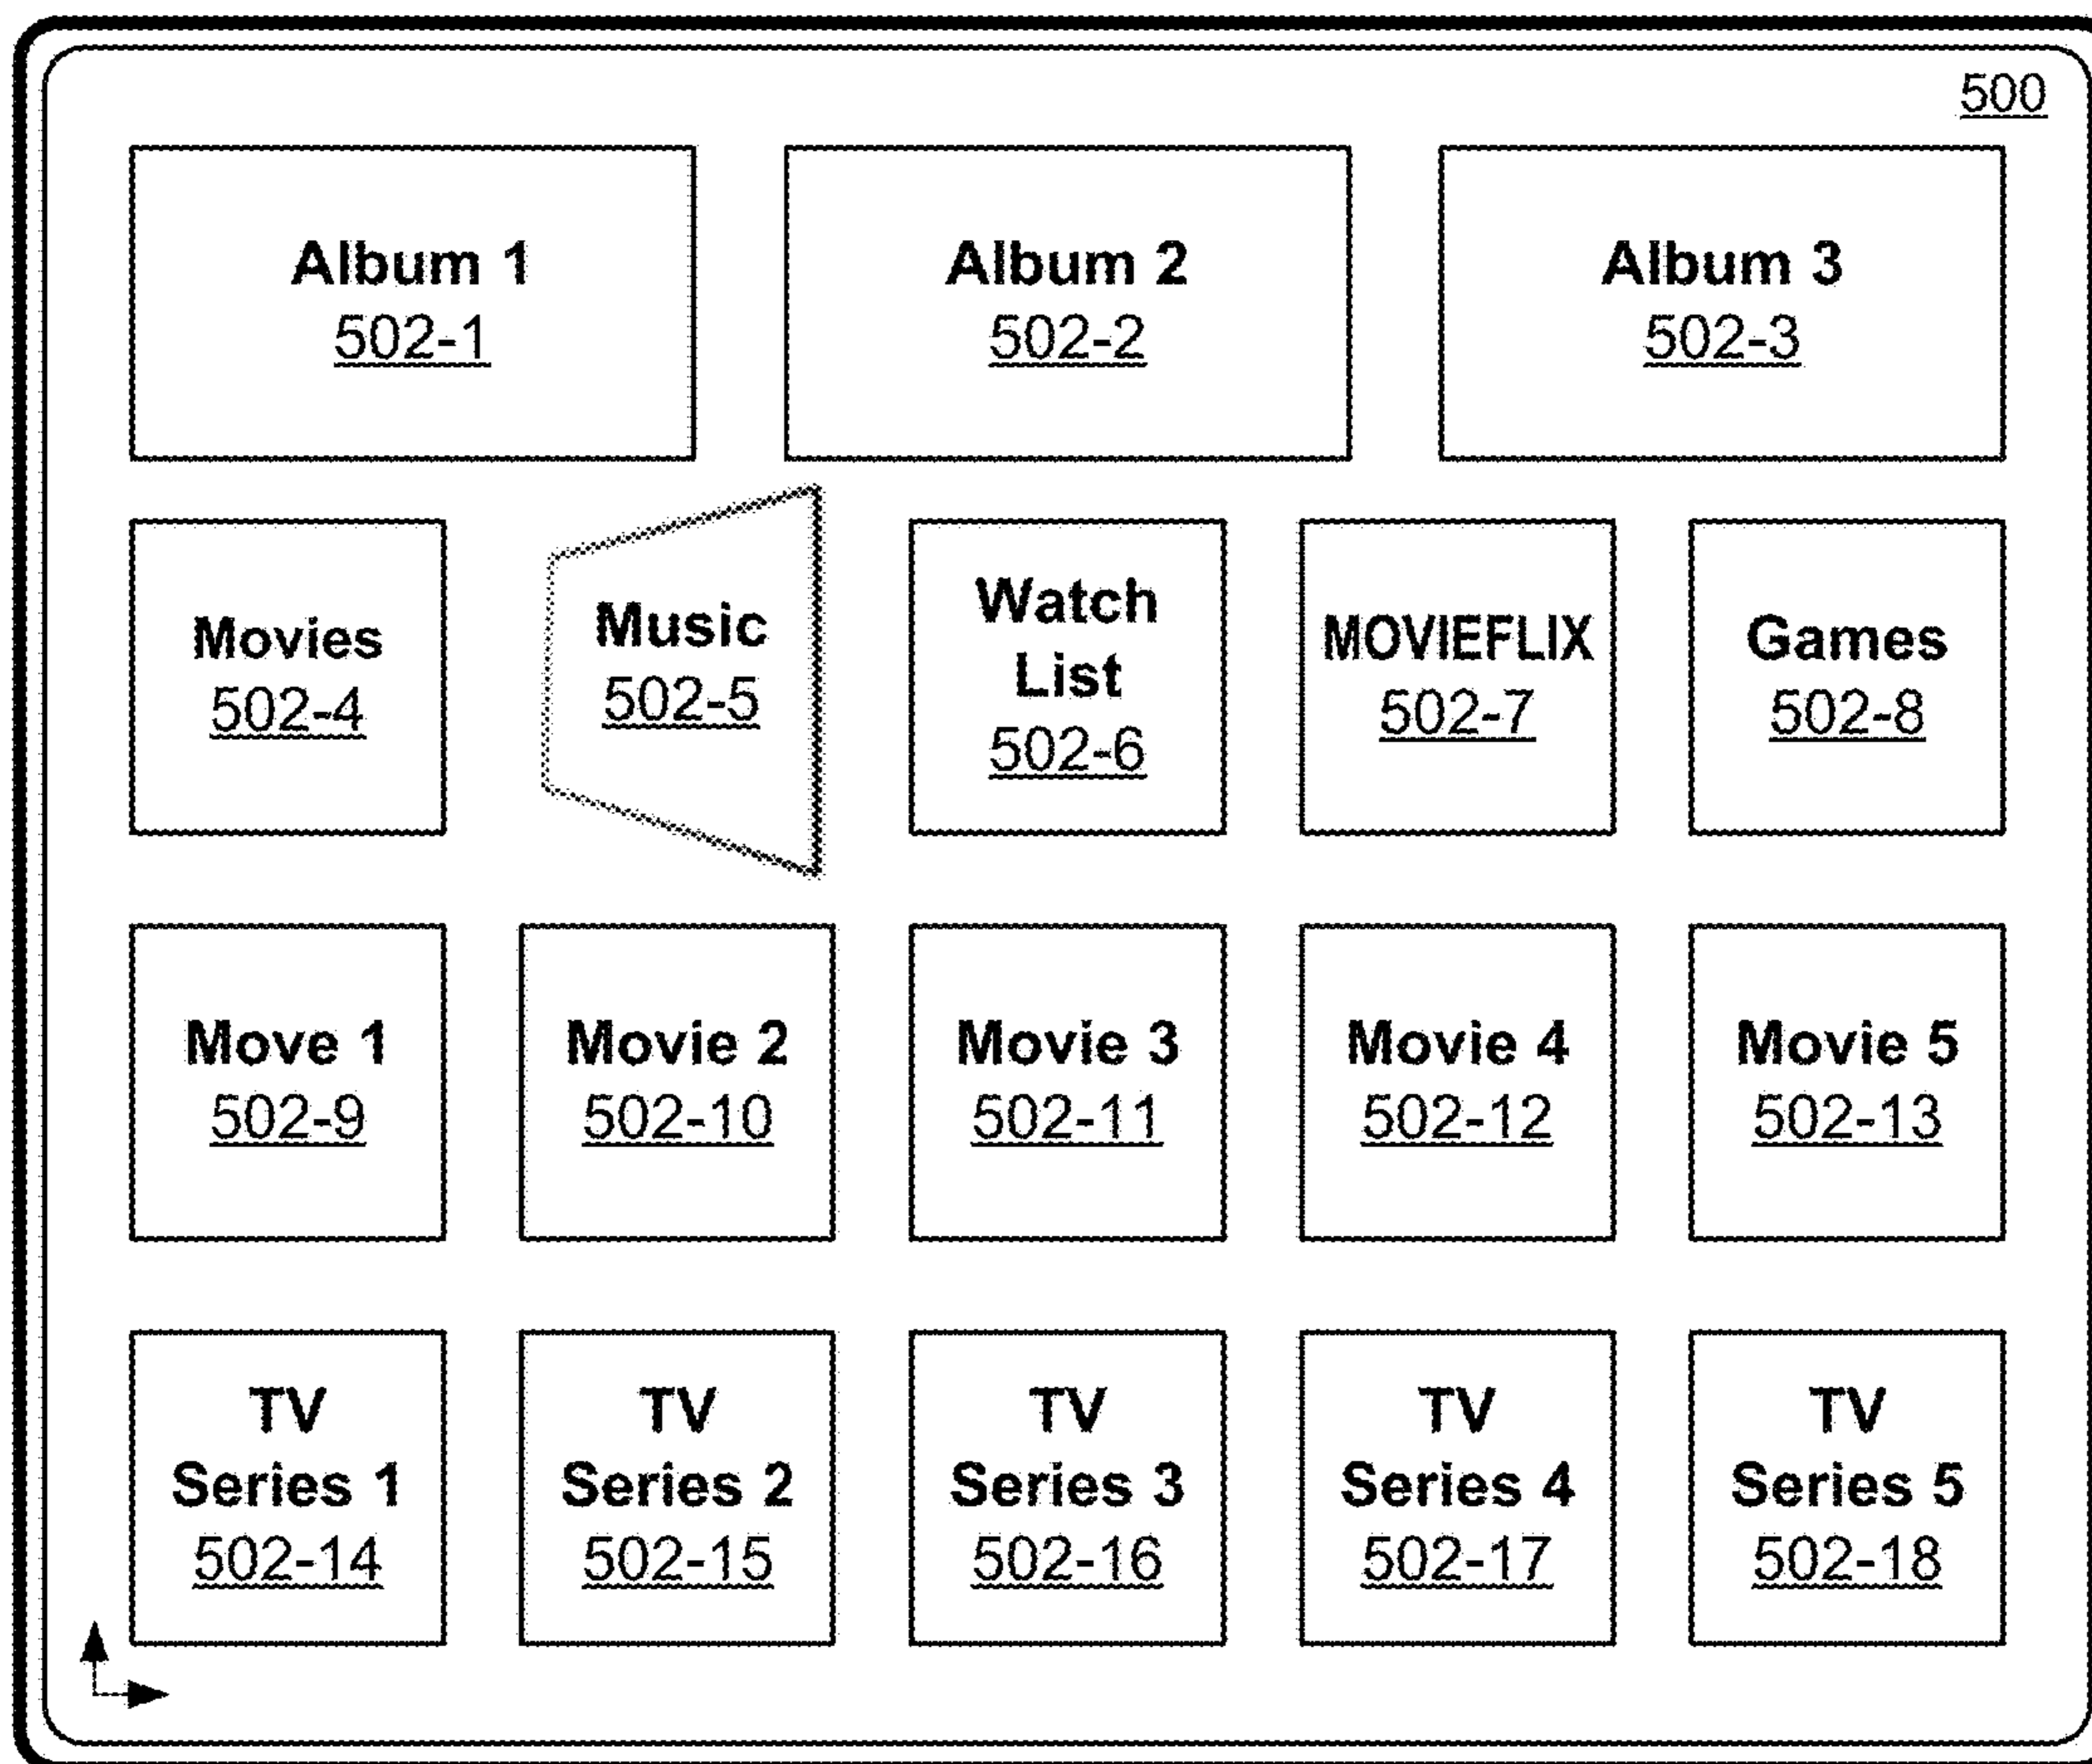 500
Album 1
502-1
Album 2
502-2
Album 3
502-3
Movies
502-4
Music
502-5
Watch
List
502-6
MOVIEFLIX
502-7
Games
502-8
Move 1
502-9
Movie 2
502-10
Movie 3
502-11
Movie 4
502-12
Movie 5
502-13
TV
Series 1
502-14
TV
Series 2
502-15
TV
Series 3
502-16
TV
Series 4
502-17
TV
Series 5
502-18